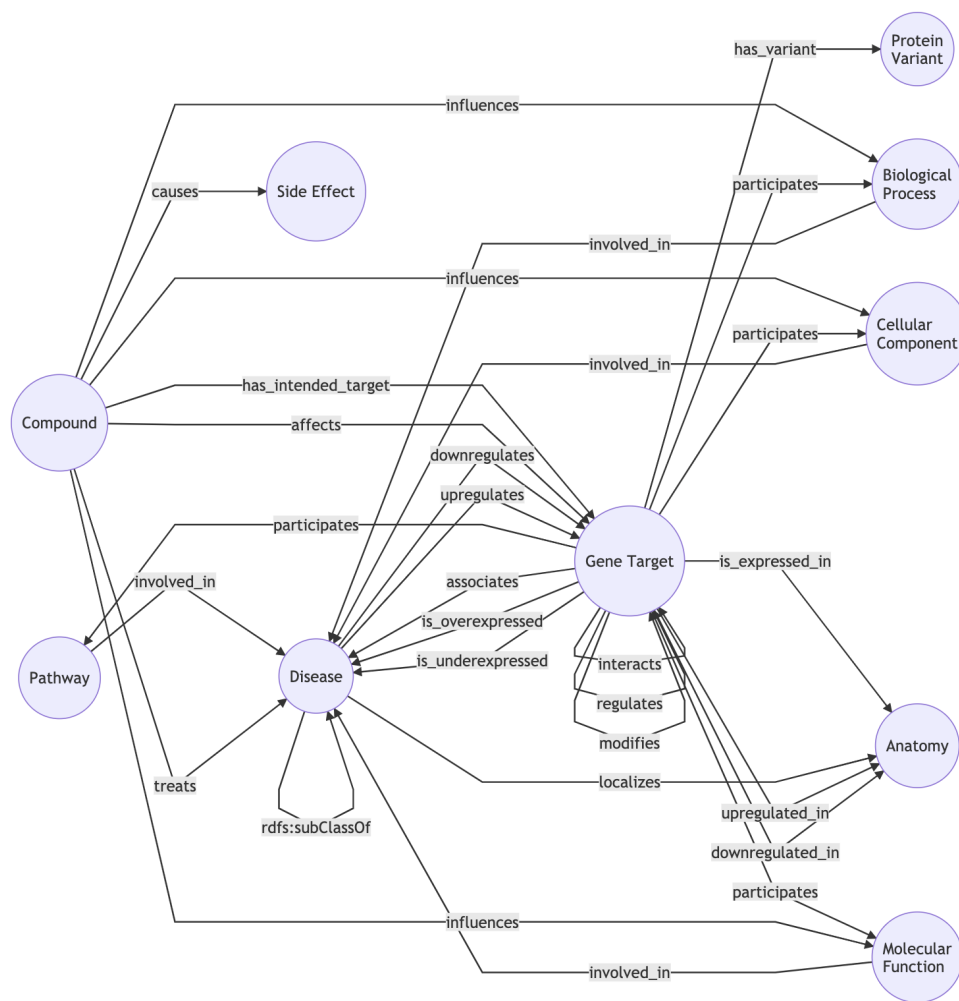 has_variant
Protein
Variant
influences
causes
Side Effect
participates
Biological
Process
involved_in
influences
participates
Cellular
Component
involved_in
has_intended_target
Compound
affects
downregulates
upregulates
participates
Gene Target
is_expressed_in
associates
involved_in
is_overexpressed
is_underexpressed
interacts
Pathway
Disease
regulates
modifies
Anatomy
treats
localizes
upregulated_in
rdfs:subClassOf
downregulated_in
participates
influences
Molecular
Function
involved_in